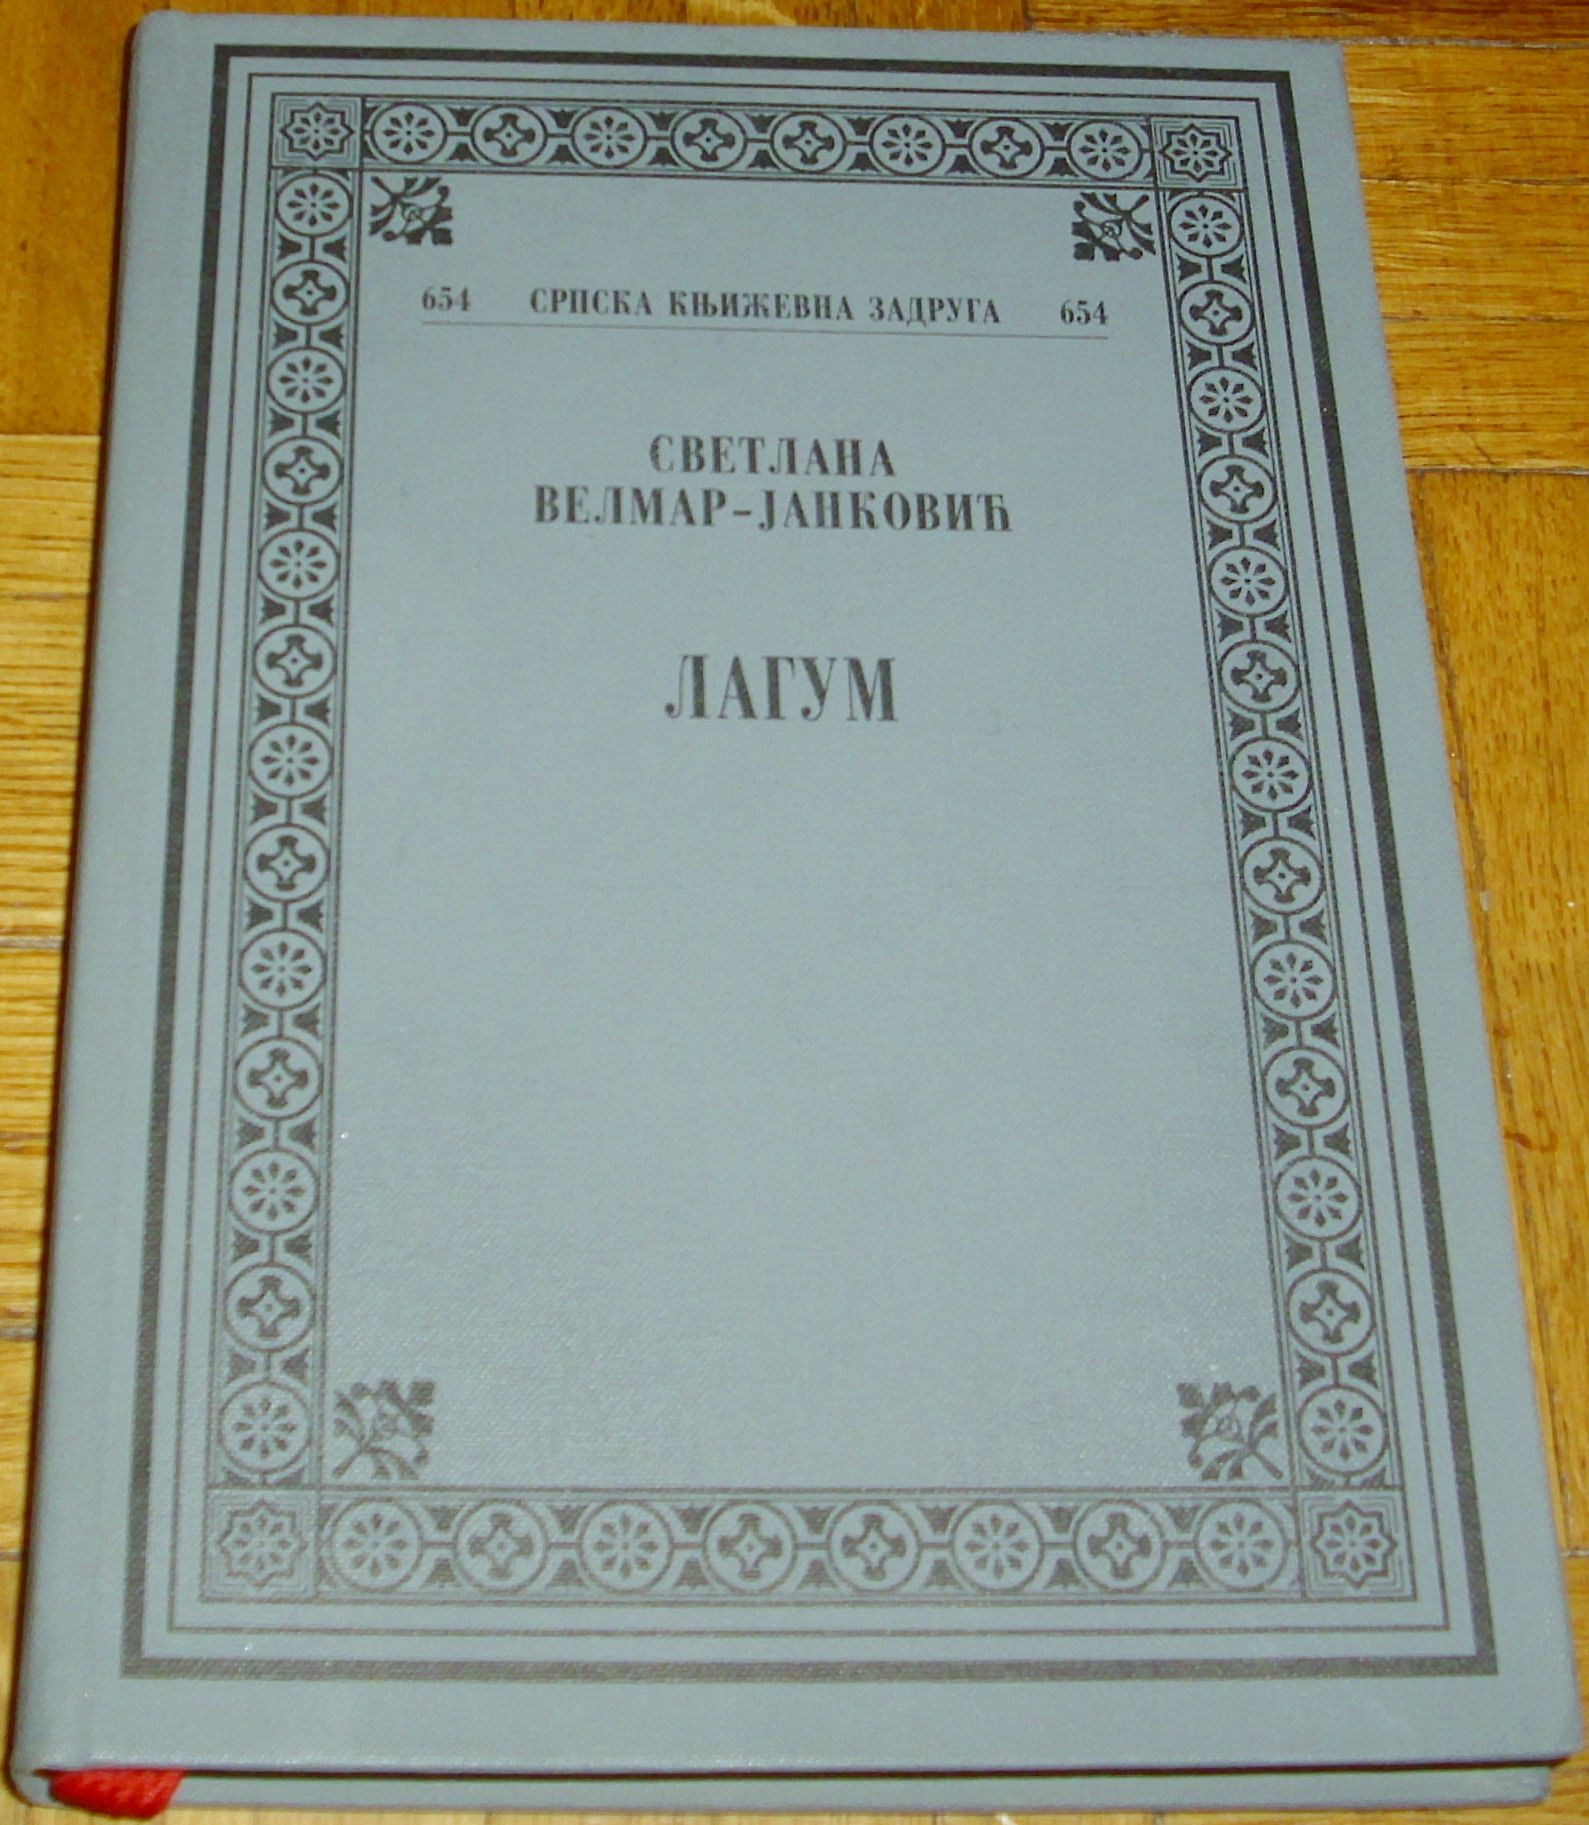 654 СРПСКА КЊИЖЕВНА ЗАДРУГА 654
СВЕТЛАНА
ВЕЛМАР-ЈАНКОВИЋ
ЛАГУМ